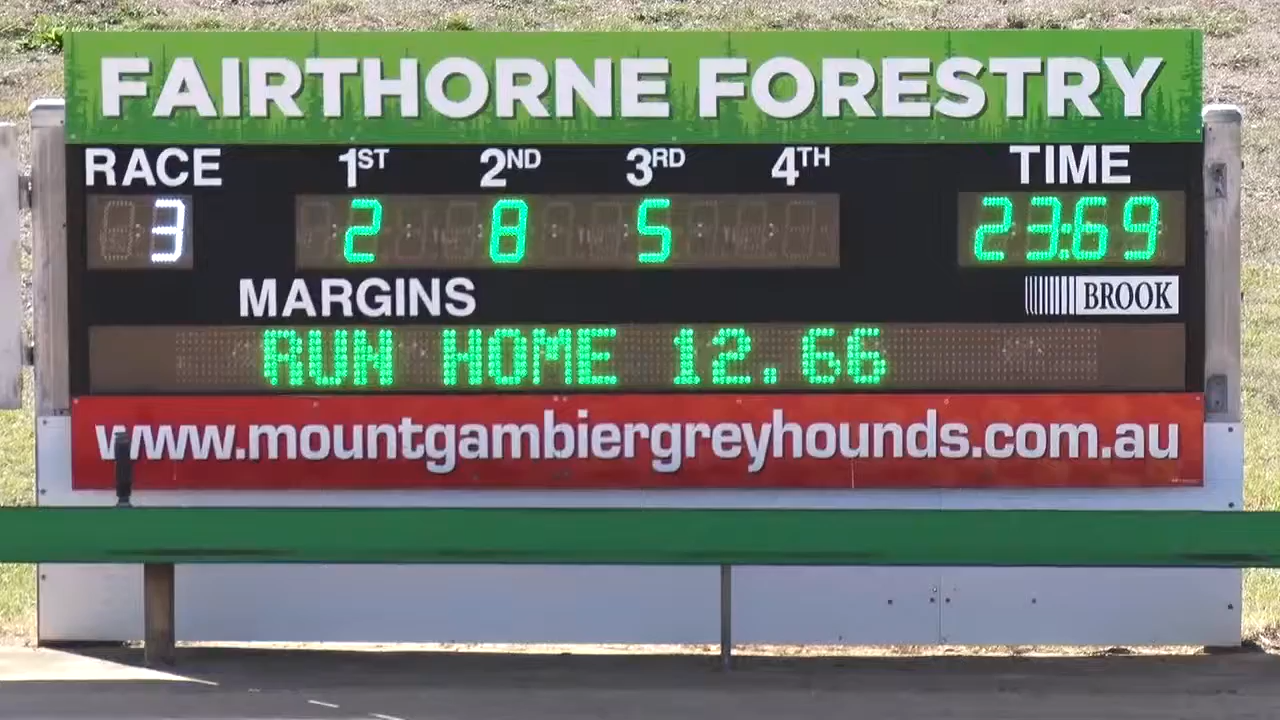 FAIRTHORNE FORESTRY
RACE 1ST 2ND 3RD 4TH TIME
3 2 8 5 23:69
MARGINS BROOK
RUN HOME 12.66
www.mountgambiergreyhounds.com.au